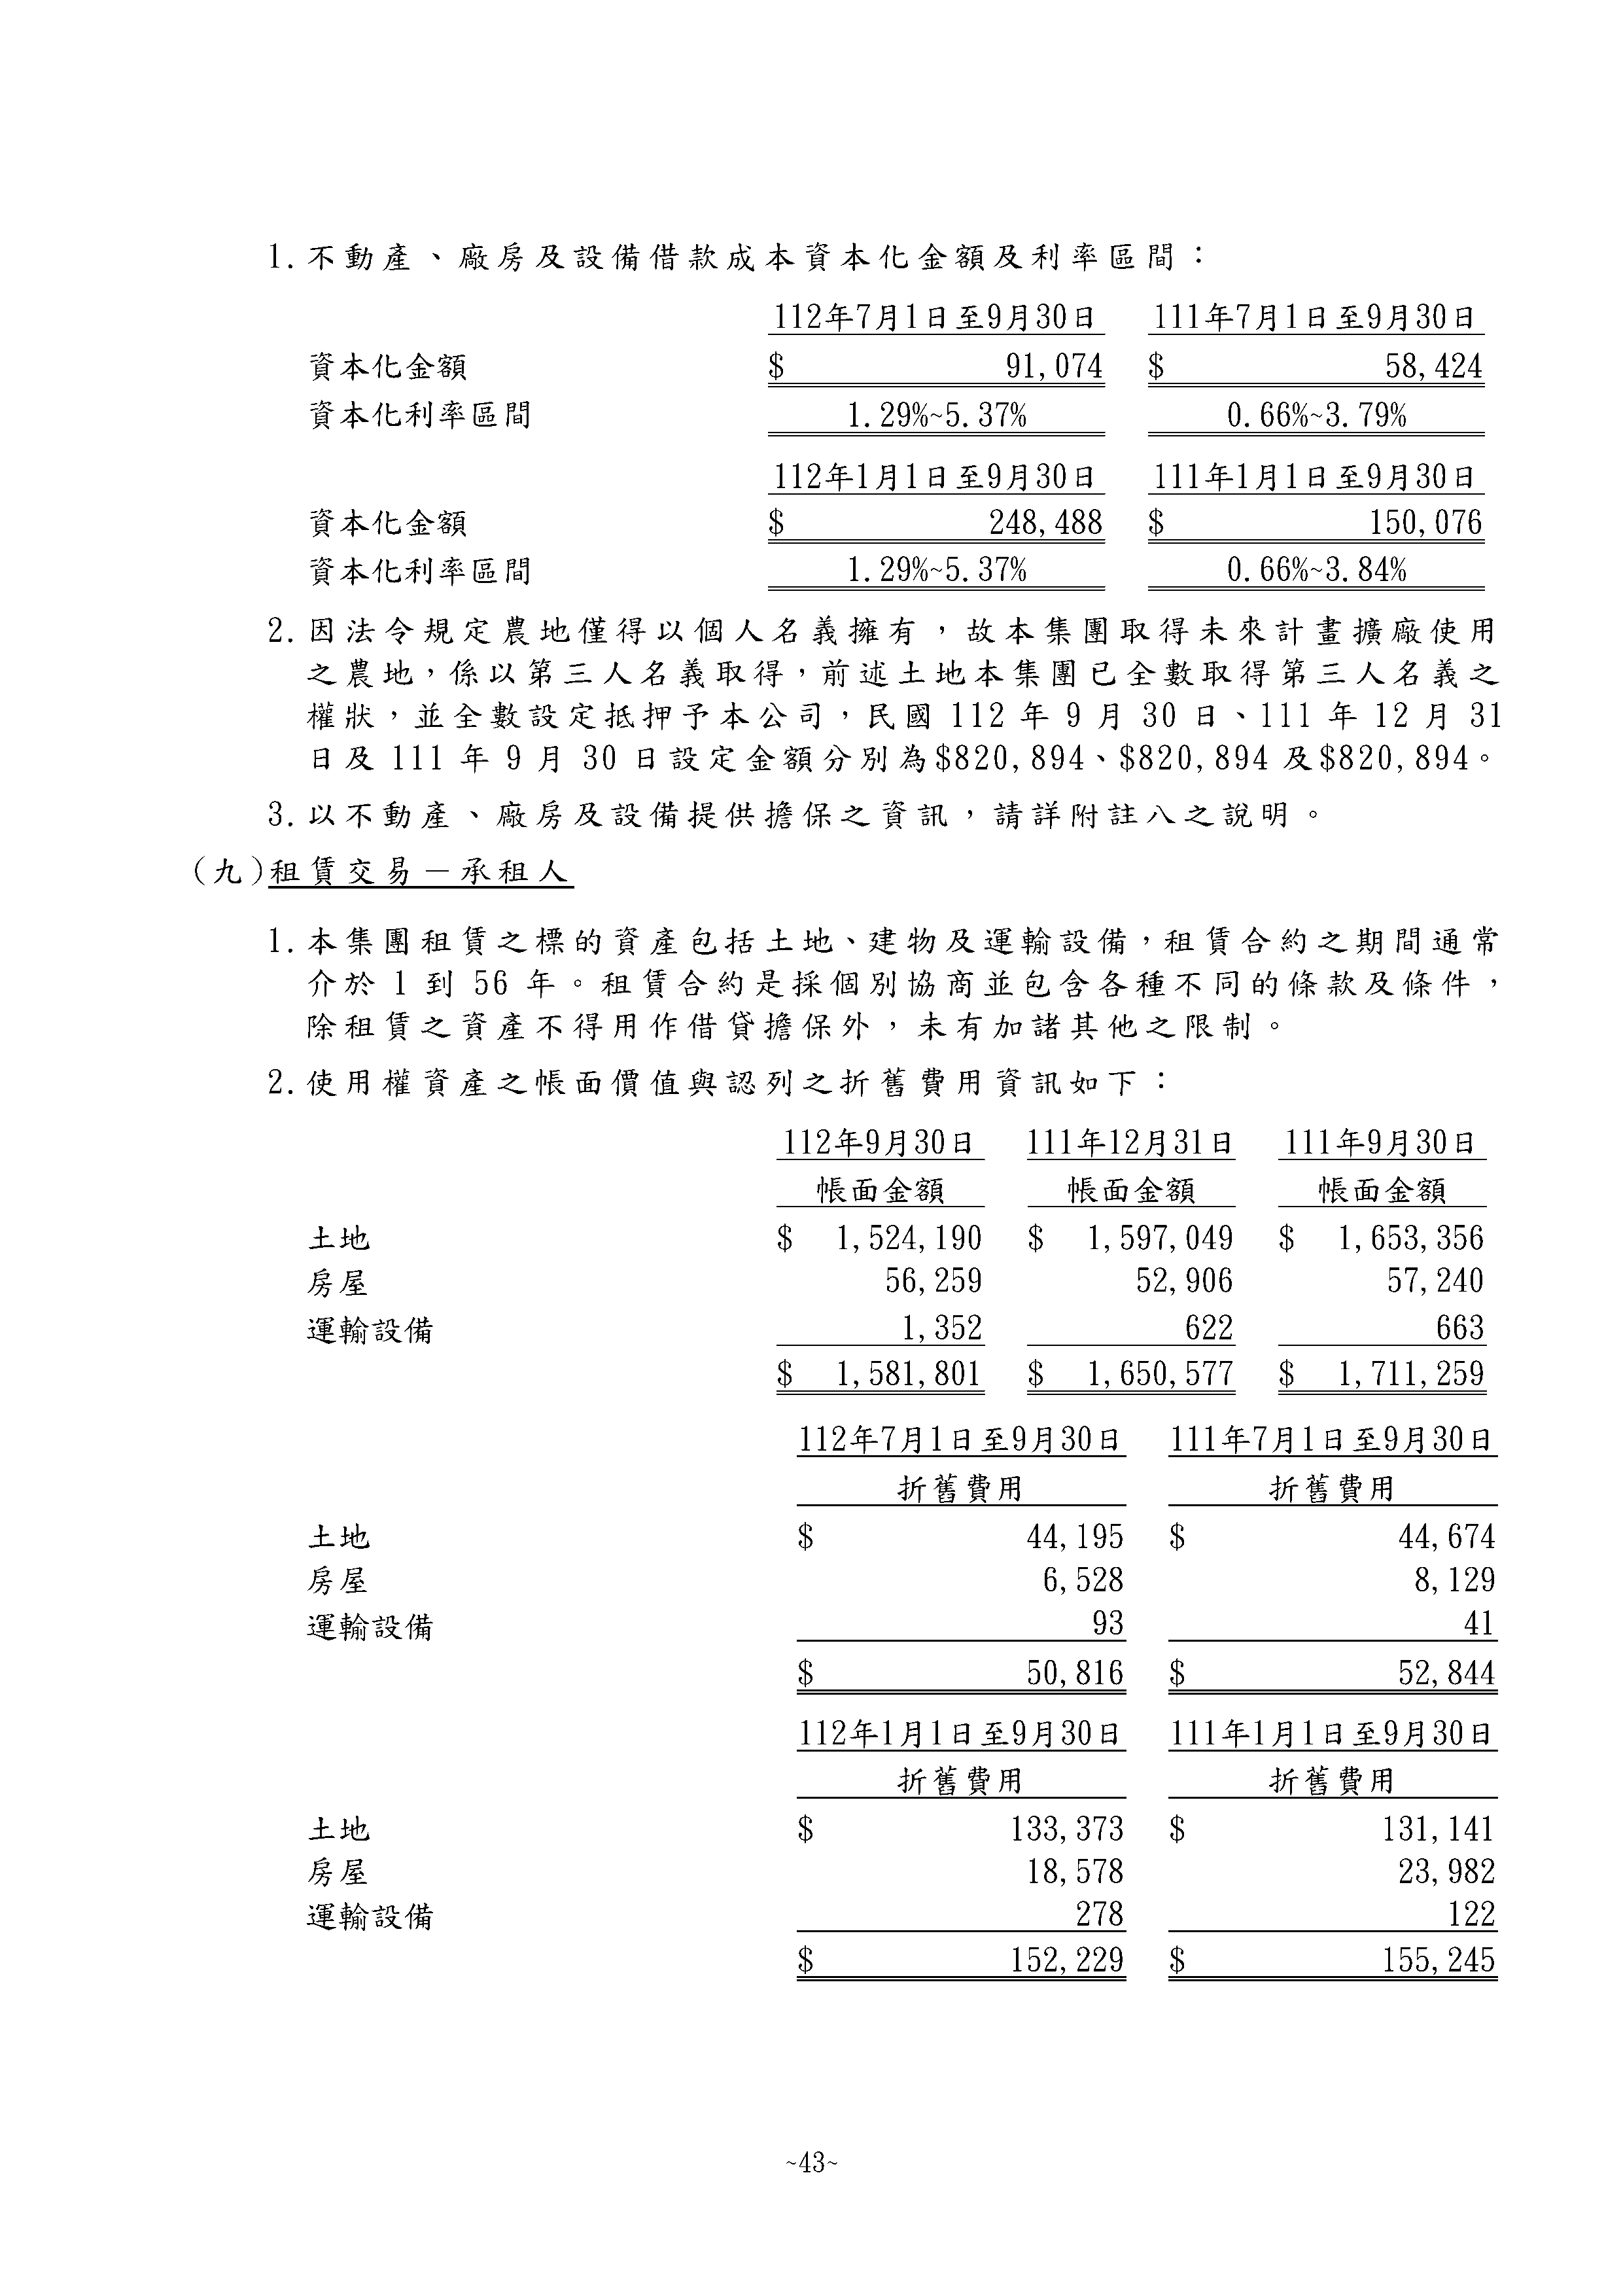 1.不動產、廠房及設備借款成本資本化金額及利率區間：
112年7月1日至9月30日 111年7月1日至9月30日
資本化金額 $ 91,074 $ 58,424
資本化利率區間 1.29%~5.37% 0.66%~3.79%
112年1月1日至9月30日 111年1月1日至9月30日
資本化金額 $ 248,488 $ 150,076
資本化利率區間 1.29%~5.37% 0.66%~3.84%
2.因法令規定農地僅得以個人名義擁有，故本集團取得未來計畫擴廠使用
之農地，係以第三人名義取得，前述土地本集團已全數取得第三人名義之
權狀，並全數設定抵押予本公司，民國 112 年 9 月 30 日、111 年 12 月 31
日及 111 年 9 月 30 日設定金額分別為$820,894、$820,894 及$820,894。
3.以不動產、廠房及設備提供擔保之資訊，請詳附註八之說明。
(九)租賃交易－承租人
1.本集團租賃之標的資產包括土地、建物及運輸設備，租賃合約之期間通常
介於 1 到 56 年。租賃合約是採個別協商並包含各種不同的條款及條件，
除租賃之資產不得用作借貸擔保外，未有加諸其他之限制。
2.使用權資產之帳面價值與認列之折舊費用資訊如下：
112年9月30日 111年12月31日 111年9月30日
帳面金額 帳面金額 帳面金額
土地 $ 1,524,190 $ 1,597,049 $ 1,653,356
房屋 56,259 52,906 57,240
運輸設備 1,352 622 663
$ 1,581,801 $ 1,650,577 $ 1,711,259
112年7月1日至9月30日 111年7月1日至9月30日
折舊費用 折舊費用
土地 $ 44,195 $ 44,674
房屋 6,528 8,129
運輸設備 93 41
$ 50,816 $ 52,844
112年1月1日至9月30日 111年1月1日至9月30日
折舊費用 折舊費用
土地 $ 133,373 $ 131,141
房屋 18,578 23,982
運輸設備 278 122
$ 152,229 $ 155,245
~43~